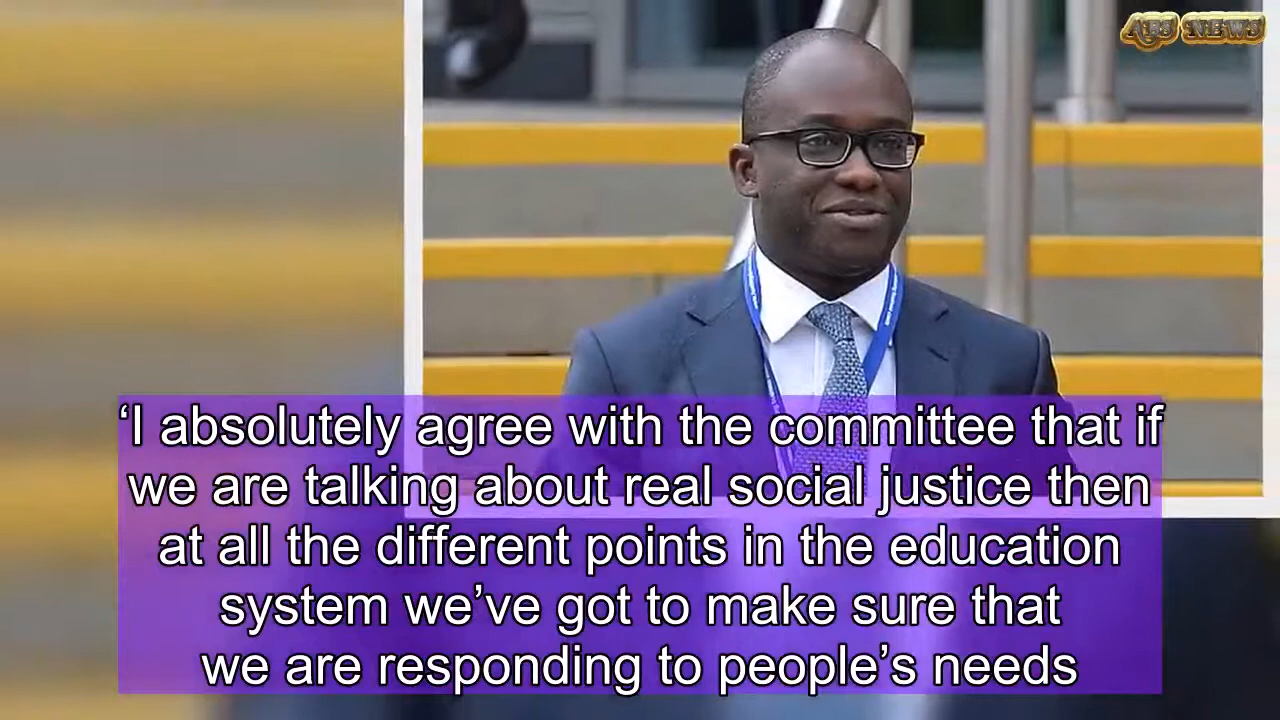 ABS NEWS
‘I absolutely agree with the committee that if
we are talking about real social justice then
at all the different points in the education
system we’ve got to make sure that
we are responding to people’s needs